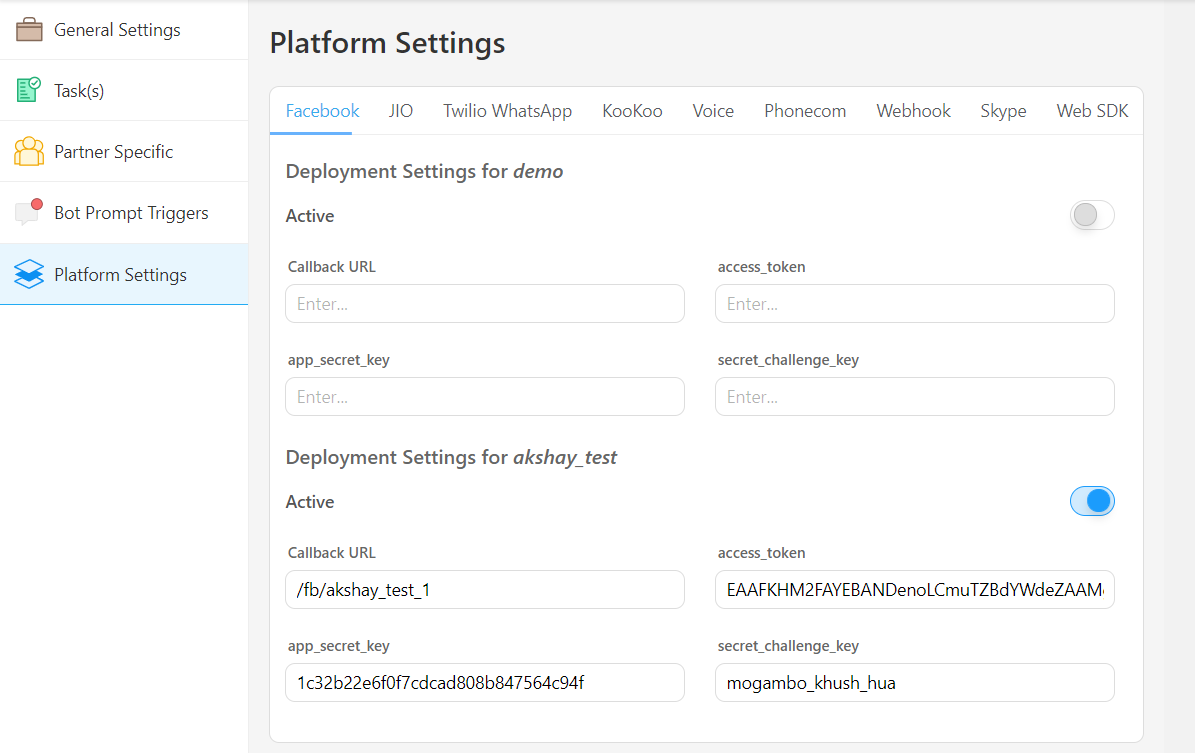 General Settings
Task(s)
Partner Specific
Bot Prompt Triggers
Platform Settings
Platform Settings
Facebook JIO Twilio WhatsApp KooKoo Voice Phonecom Webhook Skype Web SDK
Deployment Settings for demo
Active
Callback URL access_token
Enter... Enter...
app_secret_key secret_challenge_key
Enter... Enter...
Deployment Settings for akshay_test
Active
Callback URL access_token
/fb/akshay_test_1 EAAFKHM2FAYEBANDenoLCmuTZBdYWdeZAAM
app_secret_key secret_challenge_key
1c32b22e6f0f7cdcad808b847564c94f mogambo_khush_hua